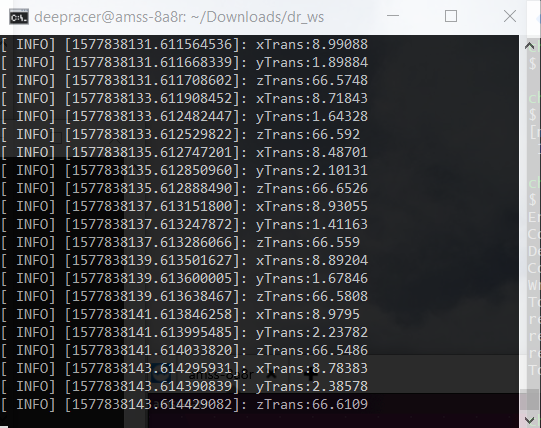 deepracer@amss-8a8r: ~/Downloads/dr_ws
[ INFO] [1577838131.611564536]: xTrans:8.99088
[ INFO] [1577838131.611668339]: yTrans:1.89884
[ INFO] [1577838131.611708602]: zTrans:66.5748
[ INFO] [1577838133.611908452]: xTrans:8.71843
[ INFO] [1577838133.612482447]: yTrans:1.64328
[ INFO] [1577838133.612529822]: zTrans:66.592
[ INFO] [1577838135.612747201]: xTrans:8.48701
[ INFO] [1577838135.612850960]: yTrans:2.10131
[ INFO] [1577838135.612888490]: zTrans:66.6526
[ INFO] [1577838137.613151800]: xTrans:8.93055
[ INFO] [1577838137.613247872]: yTrans:1.41163
[ INFO] [1577838137.613286066]: zTrans:66.559
[ INFO] [1577838139.613501627]: xTrans:8.89204
[ INFO] [1577838139.613600005]: yTrans:1.67846
[ INFO] [1577838139.613638467]: zTrans:66.5808
[ INFO] [1577838141.613846258]: xTrans:8.9795
[ INFO] [1577838141.613995485]: yTrans:2.23782
[ INFO] [1577838141.614033820]: zTrans:66.5486
[ INFO] [1577838143.614295931]: xTrans:8.78383
[ INFO] [1577838143.614390839]: yTrans:2.38578
[ INFO] [1577838143.614429082]: zTrans:66.6109